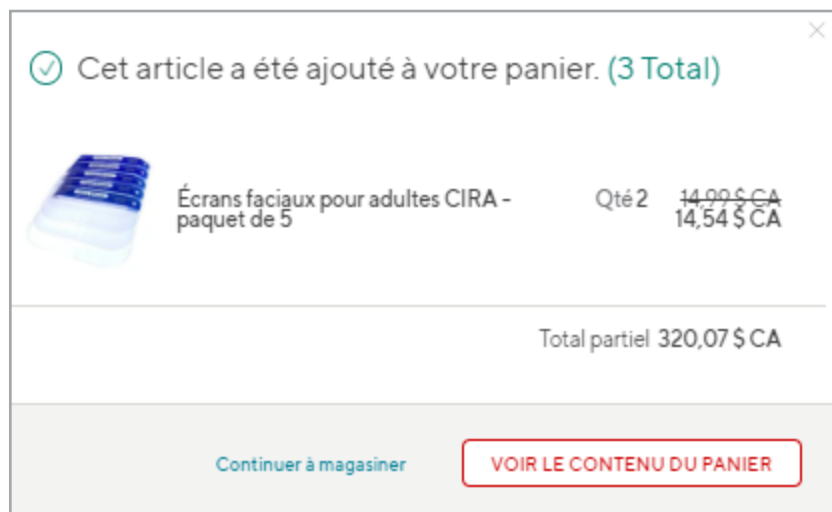 Cet article a été ajouté à votre panier. (3 Total)
Écrans faciaux pour adultes CIRA - Qté 2 14,99 $ CA
paquet de 5 14,54 $ CA
Total partiel 320,07 $ CA
Continuer à magasiner VOIR LE CONTENU DU PANIER